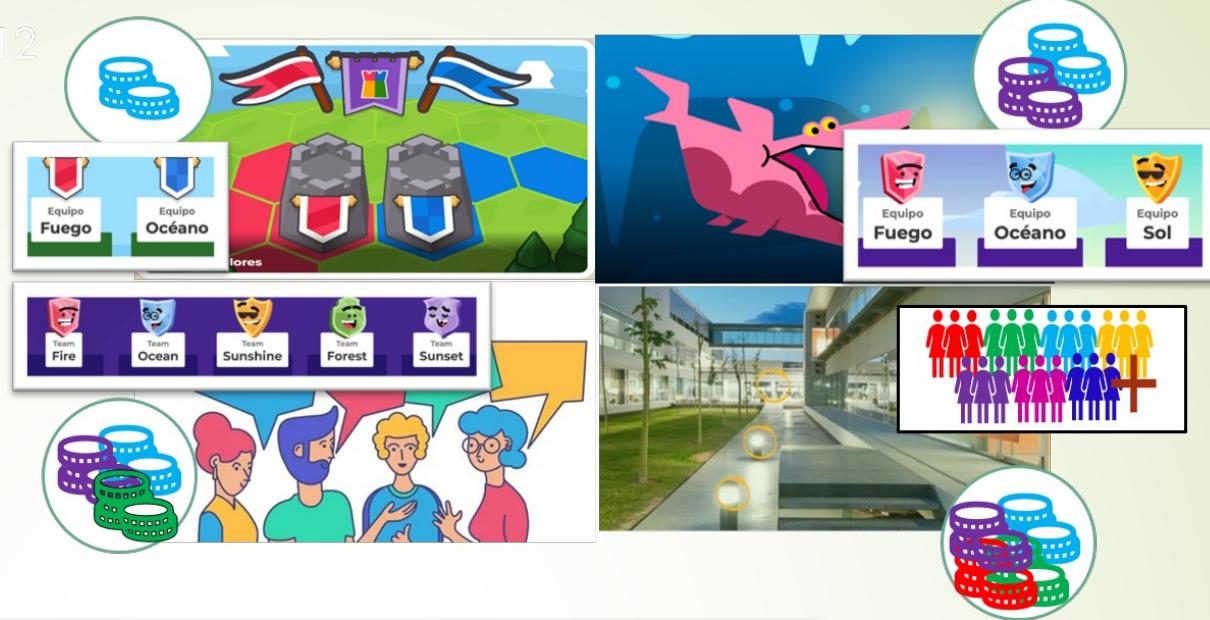 12
Equipo
Fuego
Equipo
Océano
lores
Equipo
Fuego
Equipo
Océano
Equipo
Sol
Team
Fire
Team
Ocean
Team
Sunshine
Team
Forest
Team
Sunset